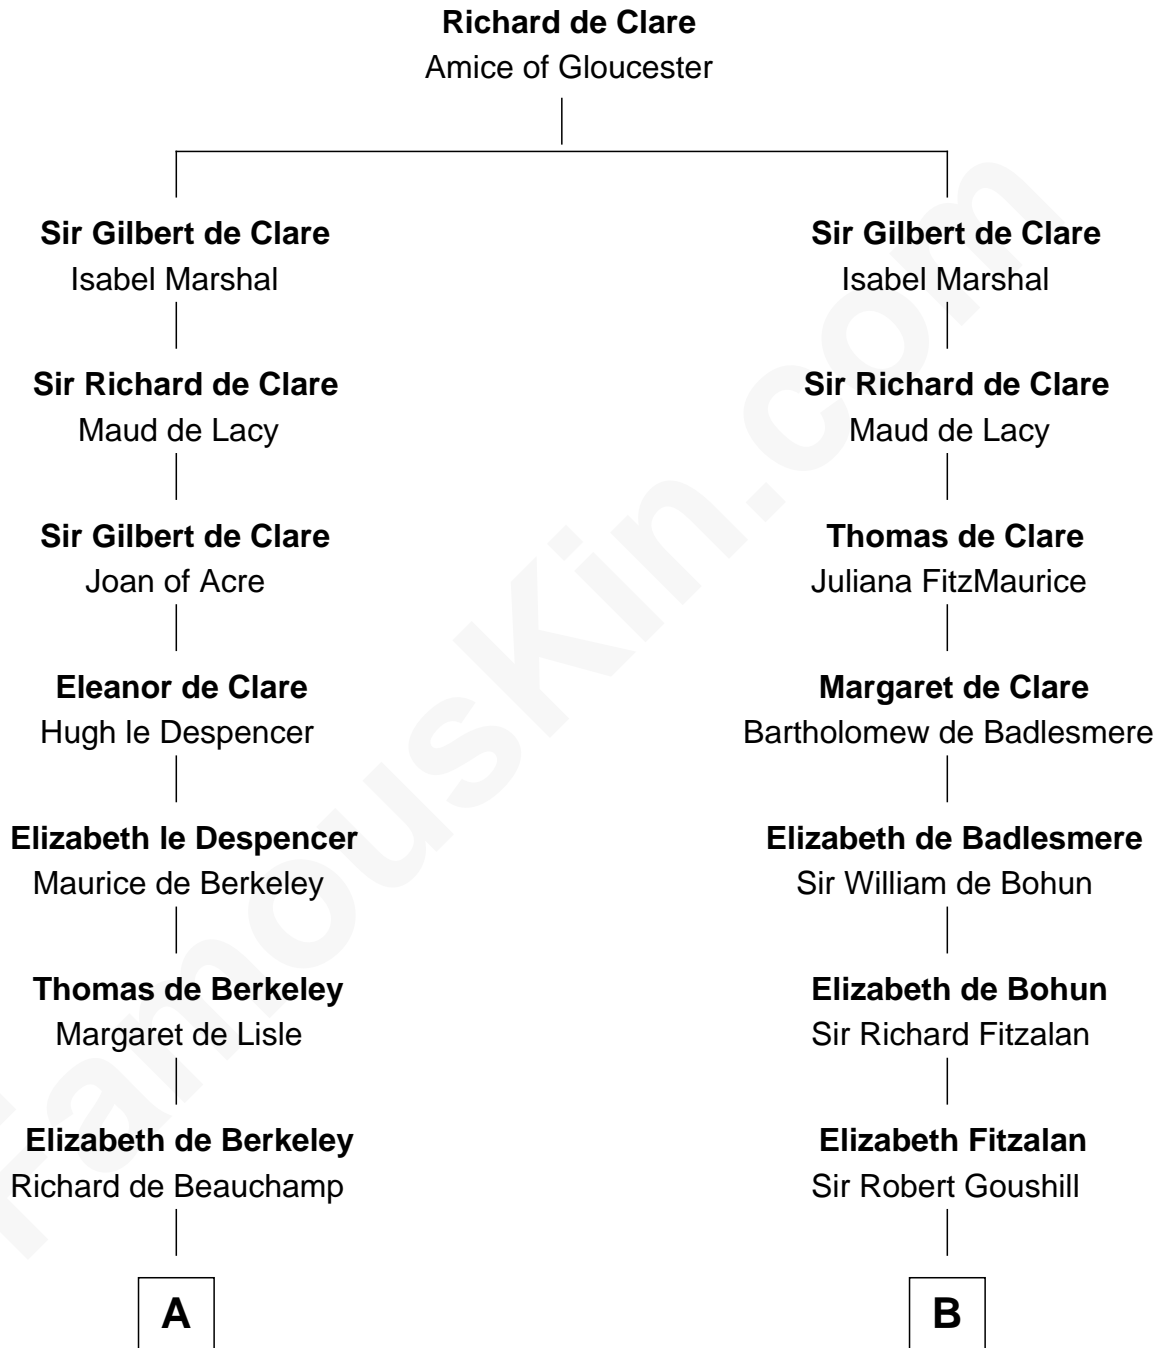 Richard de Clare
Amice of Gloucester
Sir Gilbert de Clare
Isabel Marshal
Sir Richard de Clare
Maud de Lacy
Sir Gilbert de Clare
Joan of Acre
Eleanor de Clare
Hugh le Despencer
Elizabeth le Despencer
Maurice de Berkeley
Thomas de Berkeley
Margaret de Lisle
Elizabeth de Berkeley
Richard de Beauchamp
A
Sir Gilbert de Clare
Isabel Marshal
Sir Richard de Clare
Maud de Lacy
Thomas de Clare
Juliana FitzMaurice
Margaret de Clare
Bartholomew de Badlesmere
Elizabeth de Badlesmere
Sir William de Bohun
Elizabeth de Bohun
Sir Richard Fitzalan
Elizabeth Fitzalan
Sir Robert Goushill
B
FamousKin.com